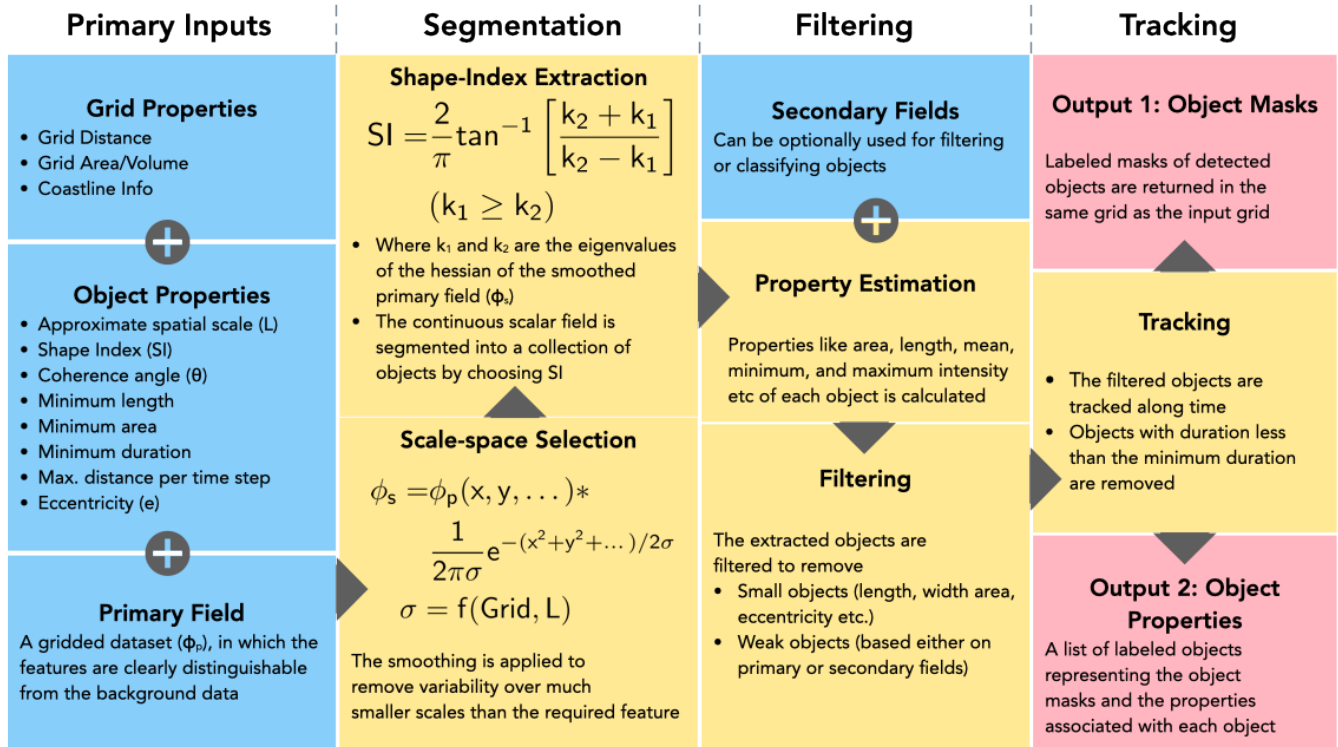 Primary Inputs
Grid Properties
• Grid Distance
• Grid Area/Volume
• Coastline Info
+
Object Properties
• Approximate spatial scale (L)
• Shape Index (SI)
• Coherence angle (θ)
• Minimum length
• Minimum area
• Minimum duration
• Max. distance per time step
• Eccentricity (e)
+
Primary Field
A gridded dataset (ϕₚ), in which the
features are clearly distinguishable
from the background data
Segmentation
Shape-Index Extraction
SI = 2/π tan⁻¹ [(k₂ + k₁)/(k₂ − k₁)]
(k₁ ≥ k₂)
• Where k₁ and k₂ are the eigenvalues
of the hessian of the smoothed
primary field (ϕₛ)
• The continuous scalar field is
segmented into a collection of
objects by choosing SI
Scale-space Selection
ϕₛ = ϕₚ(x, y, . . . )∗
1/2πσ e^−(x²+y²+... )/2σ
σ = f(Grid, L)
The smoothing is applied to
remove variability over much
smaller scales than the required feature
Filtering
Secondary Fields
Can be optionally used for filtering
or classifying objects
+
Property Estimation
Properties like area, length, mean,
minimum, and maximum intensity
etc of each object is calculated
Filtering
The extracted objects are
filtered to remove
• Small objects (length, width area,
eccentricity etc.)
• Weak objects (based either on
primary or secondary fields)
Tracking
Output 1: Object Masks
Labeled masks of detected
objects are returned in the
same grid as the input grid
Tracking
• The filtered objects are
tracked along time
• Objects with duration less
than the minimum duration
are removed
Output 2: Object
Properties
A list of labeled objects
representing the object
masks and the properties
associated with each object